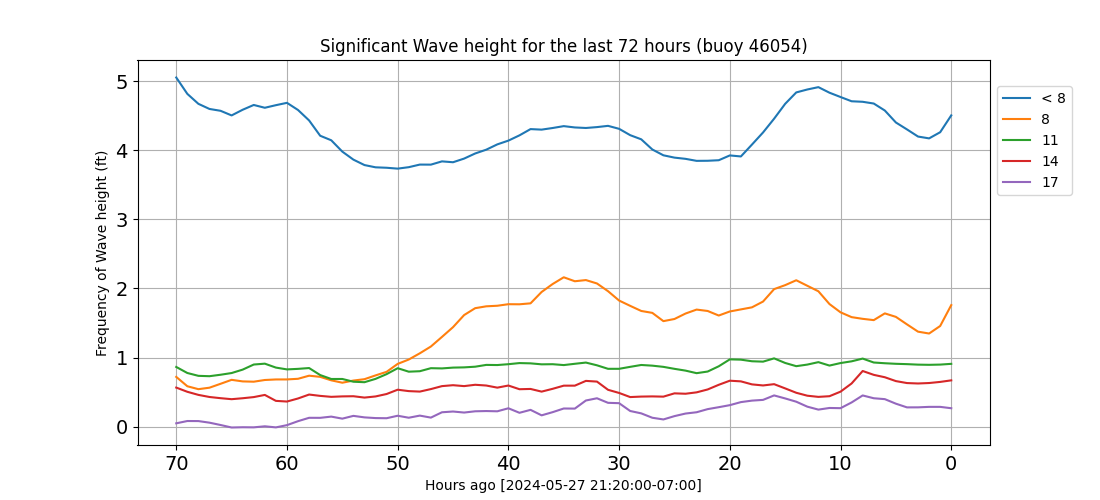 Significant Wave height for the last 72 hours (buoy 46054)
Frequency of Wave height (ft)
5
4
3
2
1
0
70 60 50 40 30 20 10 0
Hours ago [2024-05-27 21:20:00-07:00]
< 8
8
11
14
17